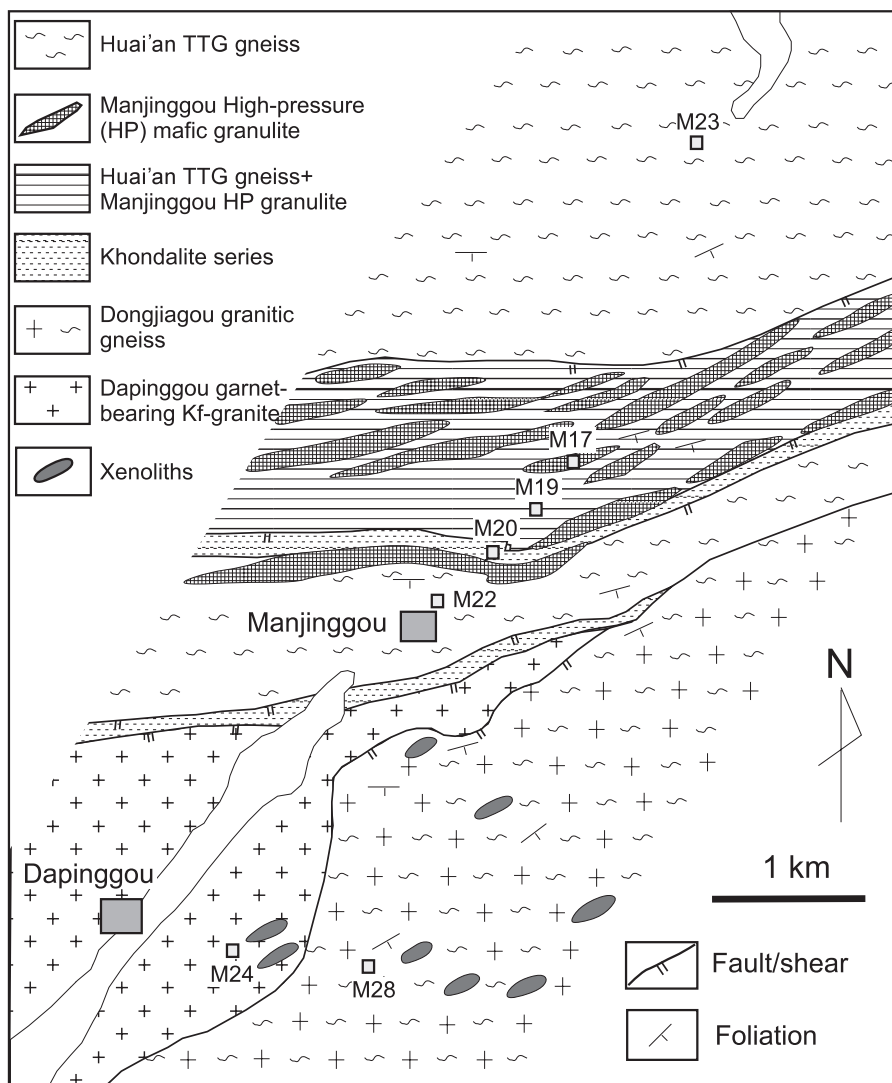 Huai'an TTG gneiss
Manjinggou High-pressure
(HP) mafic granulite
Huai'an TTG gneiss+
Manjinggou HP granulite
Khondalite series
Dongjiagou granitic
gneiss
Dapinggou garnet-
bearing Kf-granite
Xenoliths
M23
M17
M19
M20
M22
Manjinggou
N
Dapinggou
1 km
M24
M28
Fault/shear
Foliation